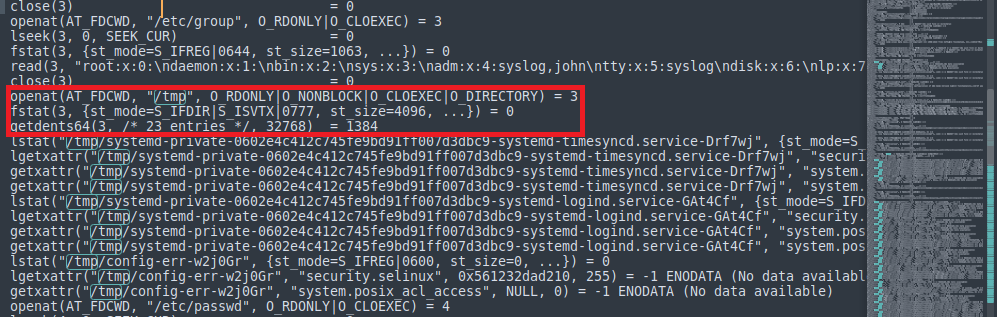 close(3) = 0
openat(AT_FDCWD, "/etc/group", O_RDONLY|O_CLOEXEC) = 3
lseek(3, 0, SEEK_CUR) = 0
fstat(3, {st_mode=S_IFREG|0644, st_size=1063, ...}) = 0
read(3, "root:x:0:\ndaemon:x:1:\nbin:x:2:\nsys:x:3:\nadm:x:4:syslog,john\ntty:x:5:syslog\ndisk:x:6:\nlp:x:7
close(3) = 0
openat(AT_FDCWD, "/tmp", O_RDONLY|O_NONBLOCK|O_CLOEXEC|O_DIRECTORY) = 3
fstat(3, {st_mode=S_IFDIR|S_ISVTX|0777, st_size=4096, ...}) = 0
getdents64(3, /* 23 entries */, 32768) = 1384
lstat("/tmp/systemd-private-0602e4c412c745fe9bd91ff007d3dbc9-systemd-timesyncd.service-Drf7wj", {st_mode=S_
lgetxattr("/tmp/systemd-private-0602e4c412c745fe9bd91ff007d3dbc9-systemd-timesyncd.service-Drf7wj", "securi
getxattr("/tmp/systemd-private-0602e4c412c745fe9bd91ff007d3dbc9-systemd-timesyncd.service-Drf7wj", "system.
getxattr("/tmp/systemd-private-0602e4c412c745fe9bd91ff007d3dbc9-systemd-timesyncd.service-Drf7wj", "system.
lstat("/tmp/systemd-private-0602e4c412c745fe9bd91ff007d3dbc9-systemd-logind.service-GAt4Cf", {st_mode=S_IFD
lgetxattr("/tmp/systemd-private-0602e4c412c745fe9bd91ff007d3dbc9-systemd-logind.service-GAt4Cf", "security.
getxattr("/tmp/systemd-private-0602e4c412c745fe9bd91ff007d3dbc9-systemd-logind.service-GAt4Cf", "system.pos
getxattr("/tmp/systemd-private-0602e4c412c745fe9bd91ff007d3dbc9-systemd-logind.service-GAt4Cf", "system.pos
lstat("/tmp/config-err-w2j0Gr", {st_mode=S_IFREG|0600, st_size=0, ...}) = 0
lgetxattr("/tmp/config-err-w2j0Gr", "security.selinux", 0x561232dad210, 255) = -1 ENODATA (No data availabl
getxattr("/tmp/config-err-w2j0Gr", "system.posix_acl_access", NULL, 0) = -1 ENODATA (No data available)
openat(AT_FDCWD, "/etc/passwd", O_RDONLY|O_CLOEXEC) = 4